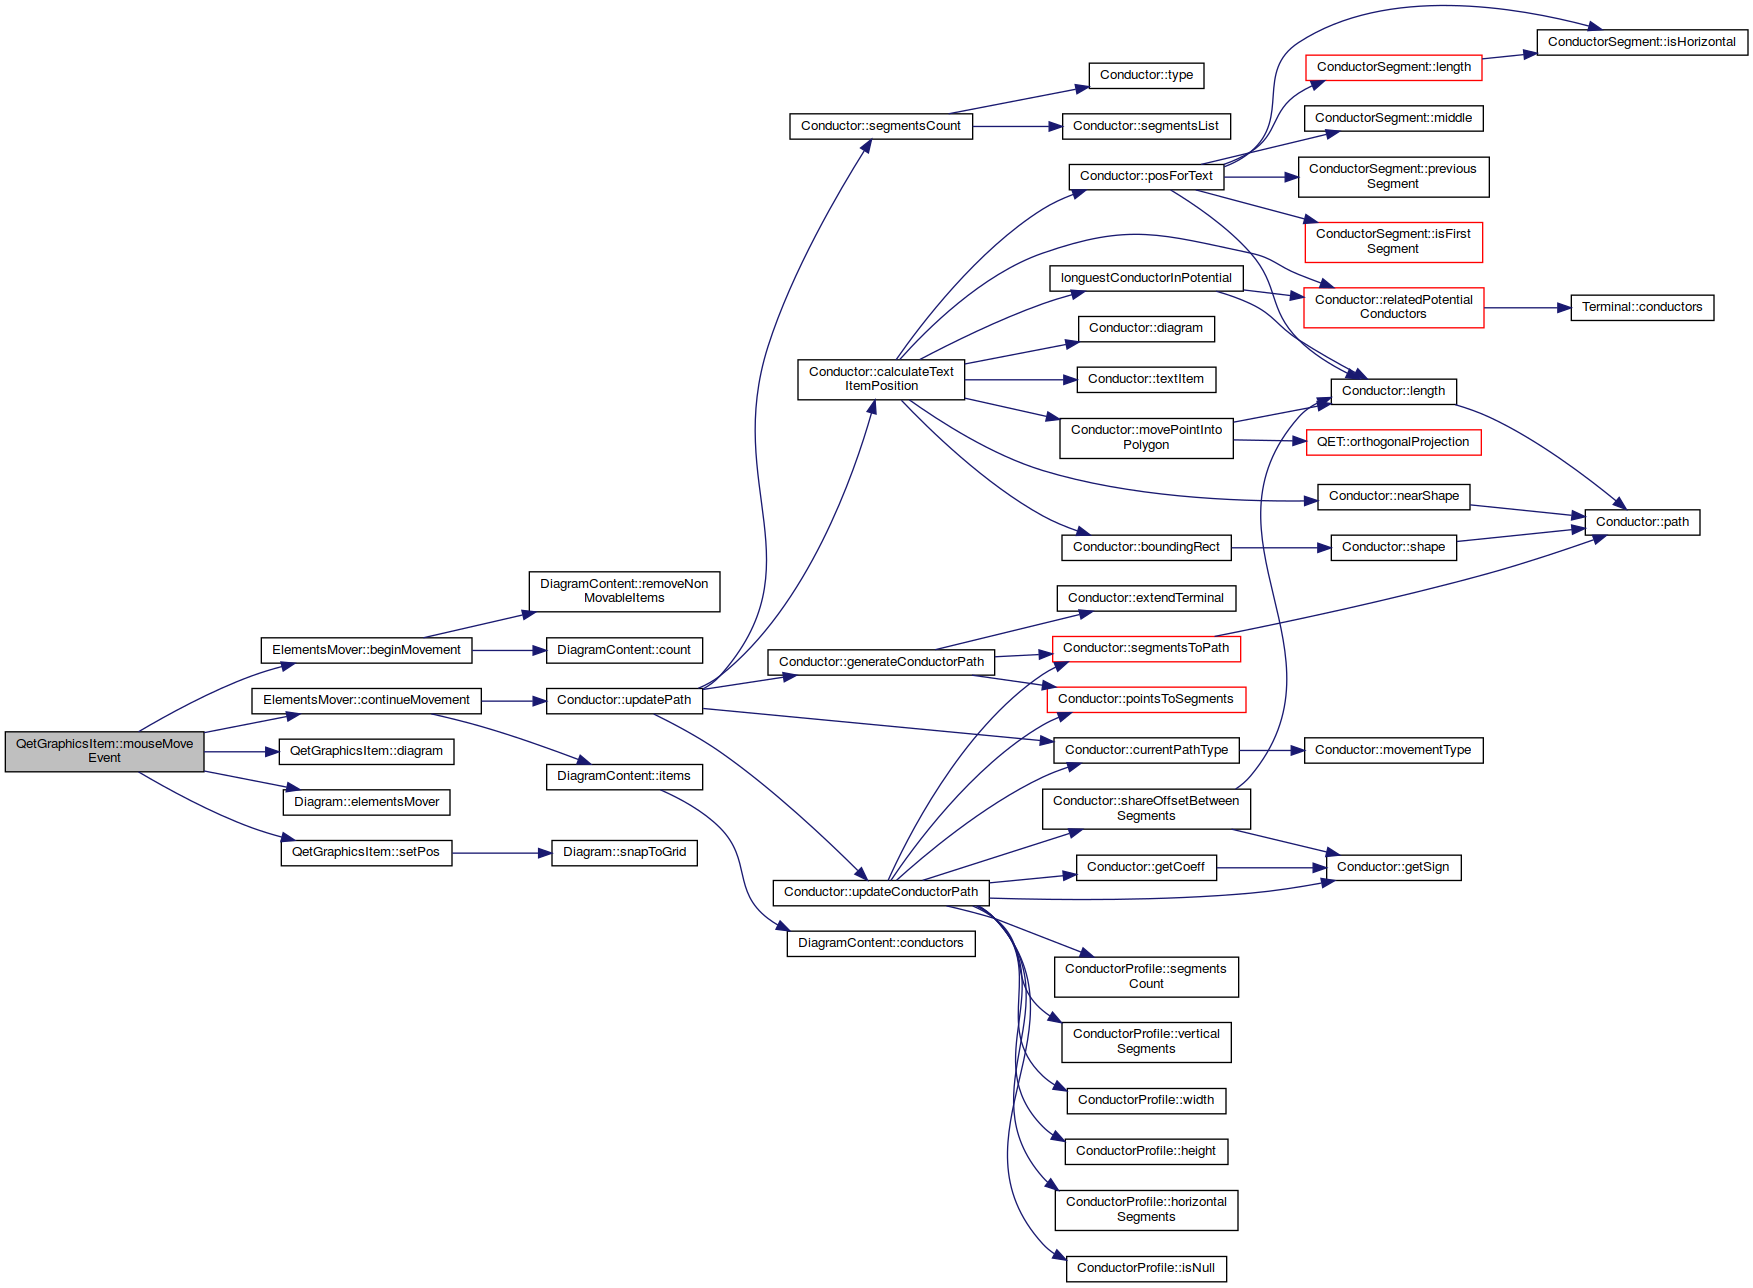 QetGraphicsItem::mouseMove
Event
ElementsMover::beginMovement
ElementsMover::continueMovement
QetGraphicsItem::diagram
Diagram::elementsMover
QetGraphicsItem::setPos
DiagramContent::removeNon
MovableItems
DiagramContent::count
Conductor::updatePath
DiagramContent::items
Diagram::snapToGrid
Conductor::segmentsCount
Conductor::calculateText
ItemPosition
Conductor::generateConductorPath
Conductor::updateConductorPath
DiagramContent::conductors
Conductor::type
Conductor::segmentsList
Conductor::posForText
longuestConductorInPotential
Conductor::diagram
Conductor::textItem
Conductor::movePointInto
Polygon
Conductor::boundingRect
Conductor::extendTerminal
Conductor::segmentsToPath
Conductor::pointsToSegments
Conductor::currentPathType
Conductor::shareOffsetBetween
Segments
Conductor::getCoeff
ConductorProfile::segments
Count
ConductorProfile::vertical
Segments
ConductorProfile::width
ConductorProfile::height
ConductorProfile::horizontal
Segments
ConductorProfile::isNull
ConductorSegment::length
ConductorSegment::middle
ConductorSegment::previous
Segment
ConductorSegment::isFirst
Segment
Conductor::relatedPotential
Conductors
Conductor::length
QET::orthogonalProjection
Conductor::nearShape
Conductor::shape
Conductor::movementType
Conductor::getSign
ConductorSegment::isHorizontal
Terminal::conductors
Conductor::path